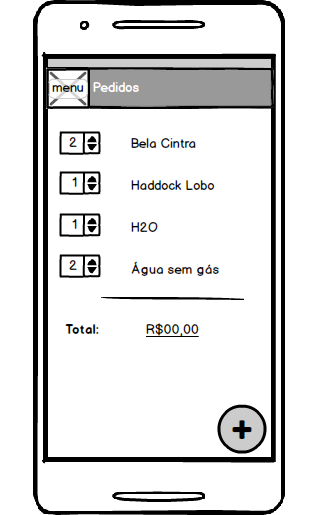 menu Pedidos
2 Bela Cintra
1 Haddock Lobo
1 H2O
2 Água sem gás
Total: R$00,00